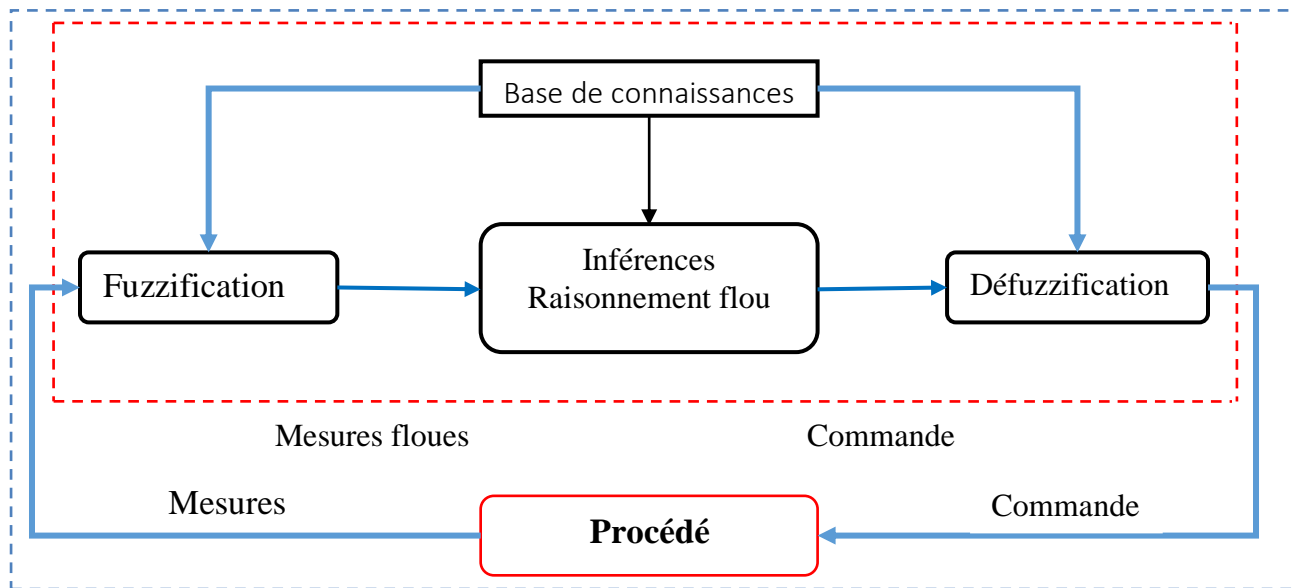 Base de connaissances
Fuzzification
Inférences
Raisonnement flou
Défuzzification
Mesures floues
Commande
Mesures
Procédé
Commande